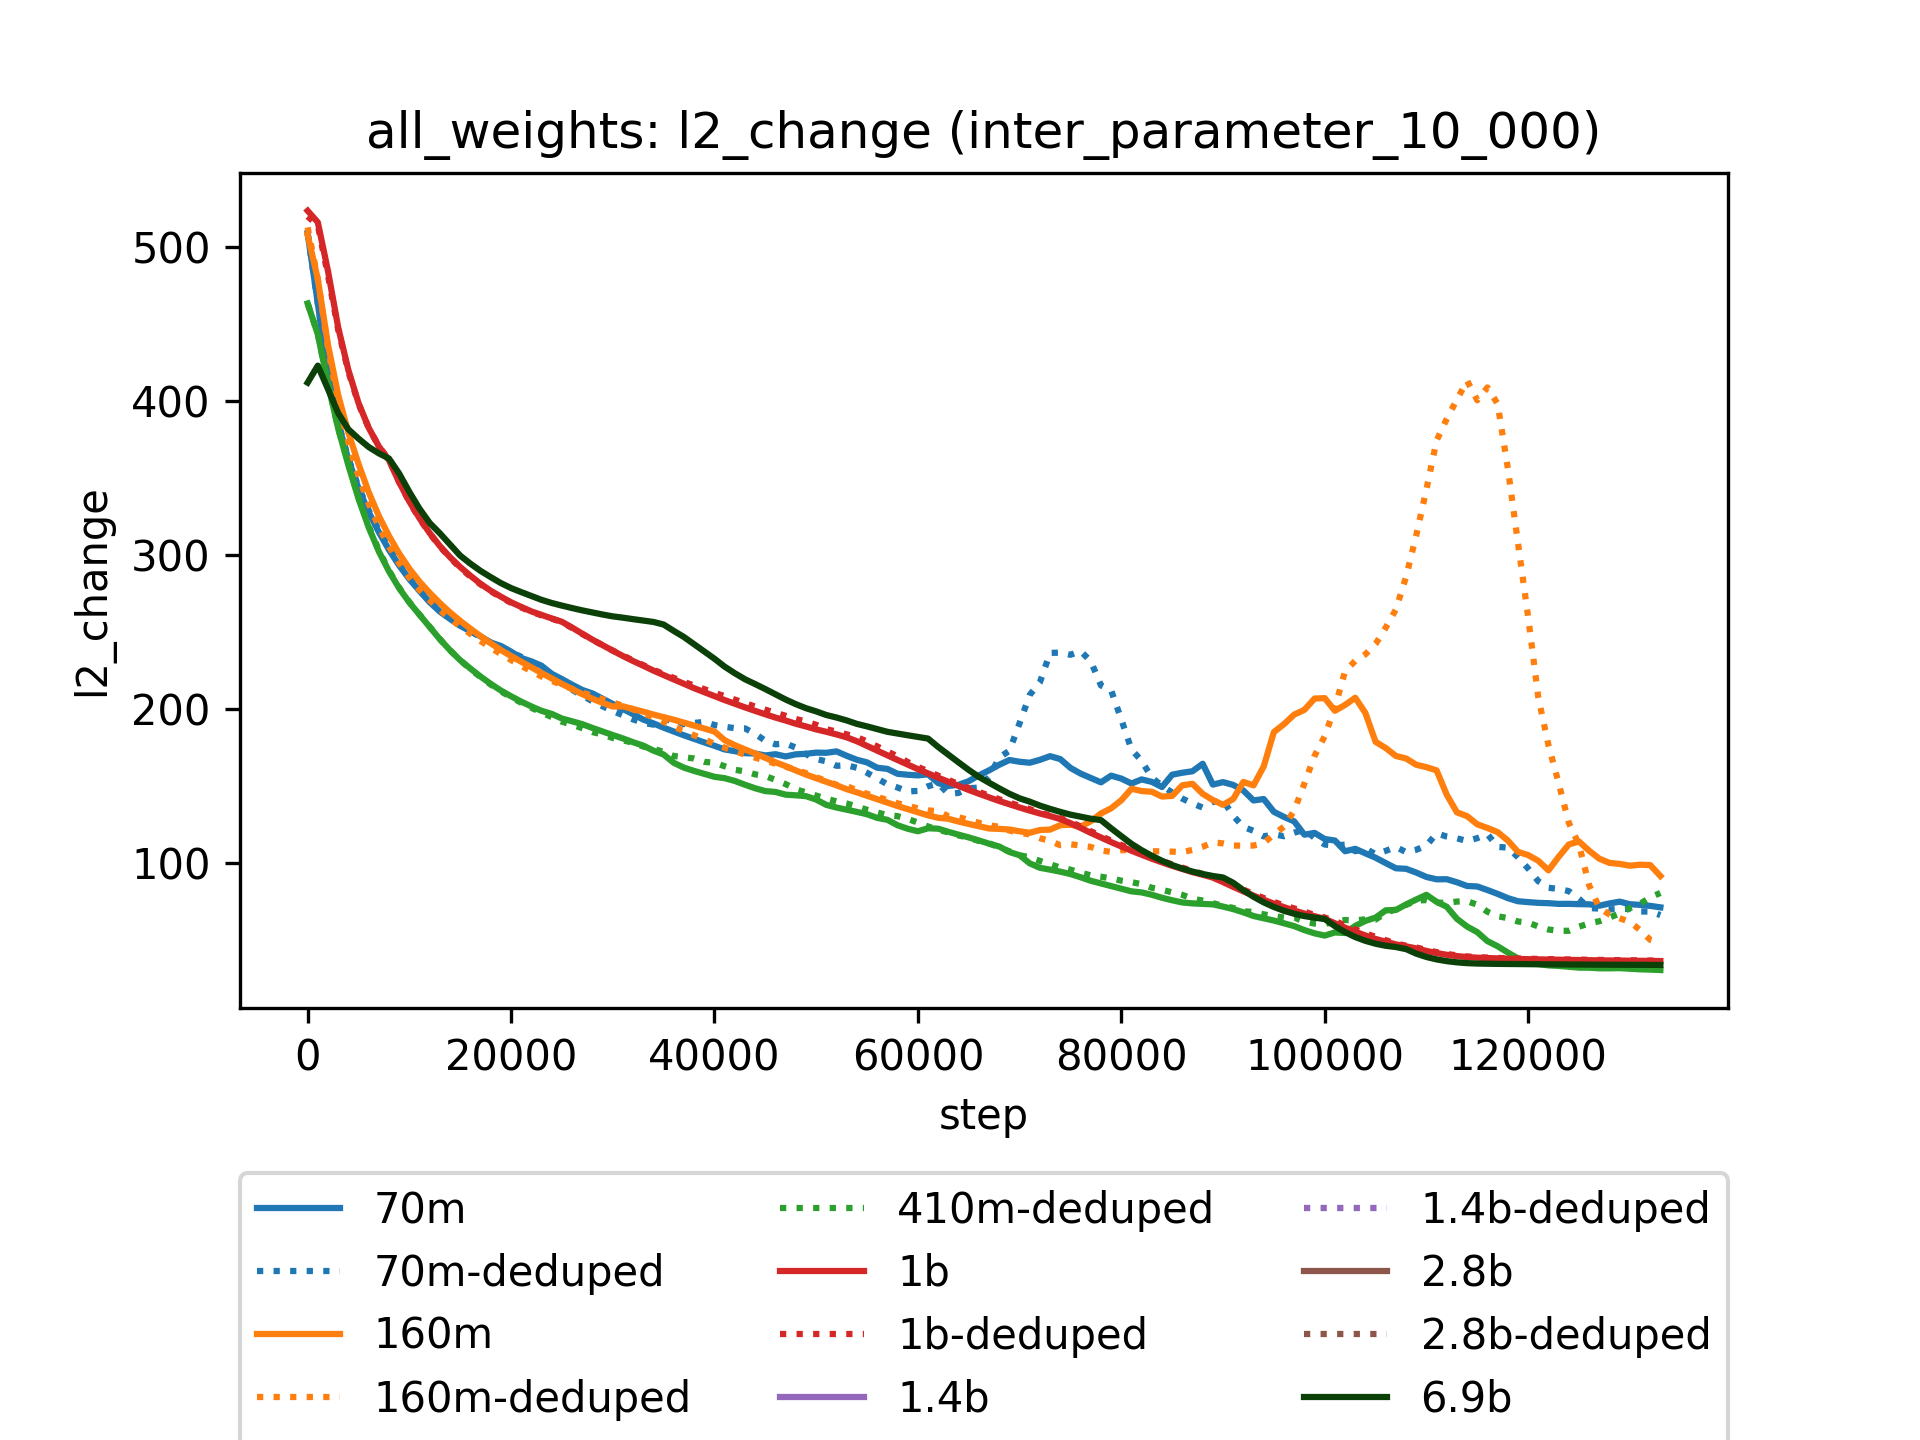 all_weights: l2_change (inter_parameter_10_000)
500
400
300
200
100
l2_change
0 20000 40000 60000 80000 100000 120000
step
70m 410m-deduped 1.4b-deduped
70m-deduped 1b 2.8b
160m 1b-deduped 2.8b-deduped
160m-deduped 1.4b 6.9b